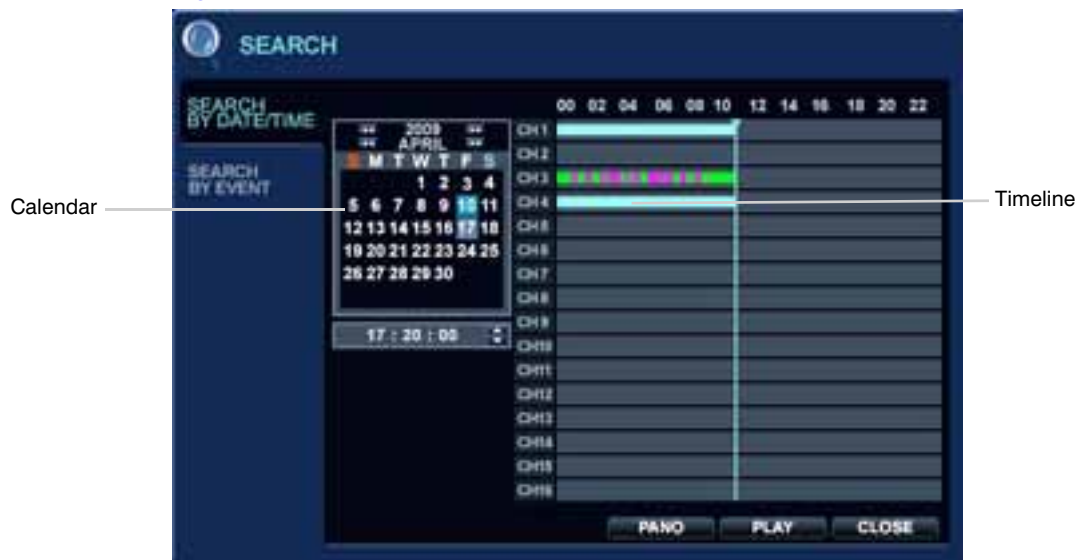 SEARCH
SEARCH
BY DATE/TIME
SEARCH
BY EVENT
Calendar
2009
APRIL
S M T W T F S
1 2 3 4
5 6 7 8 9 10 11
12 13 14 15 16 17 18
19 20 21 22 23 24 25
26 27 28 29 30
17 : 20 : 00
00 02 04 06 08 10 12 14 16 18 20 22
CH1
CH2
CH3
CH4
CH5
CH6
CH7
CH8
CH9
CH10
CH11
CH12
CH13
CH14
CH15
CH16
Timeline
PANO
PLAY
CLOSE